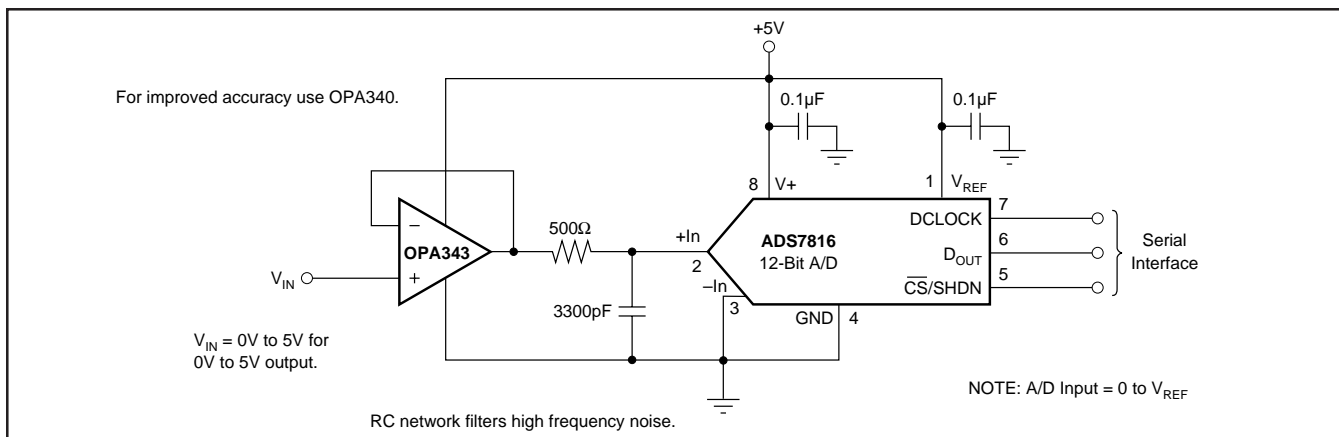 +5V
For improved accuracy use OPA340.
0.1µF
0.1µF
8
V+
1
VREF
–
OPA343
+
VIN
500Ω
+In
2
–In
3
3300pF
ADS7816
12-Bit A/D
GND
4
DCLOCK
7
DOUT
6
CS/SHDN
5
Serial
Interface
VIN = 0V to 5V for
0V to 5V output.
NOTE: A/D Input = 0 to VREF
RC network filters high frequency noise.